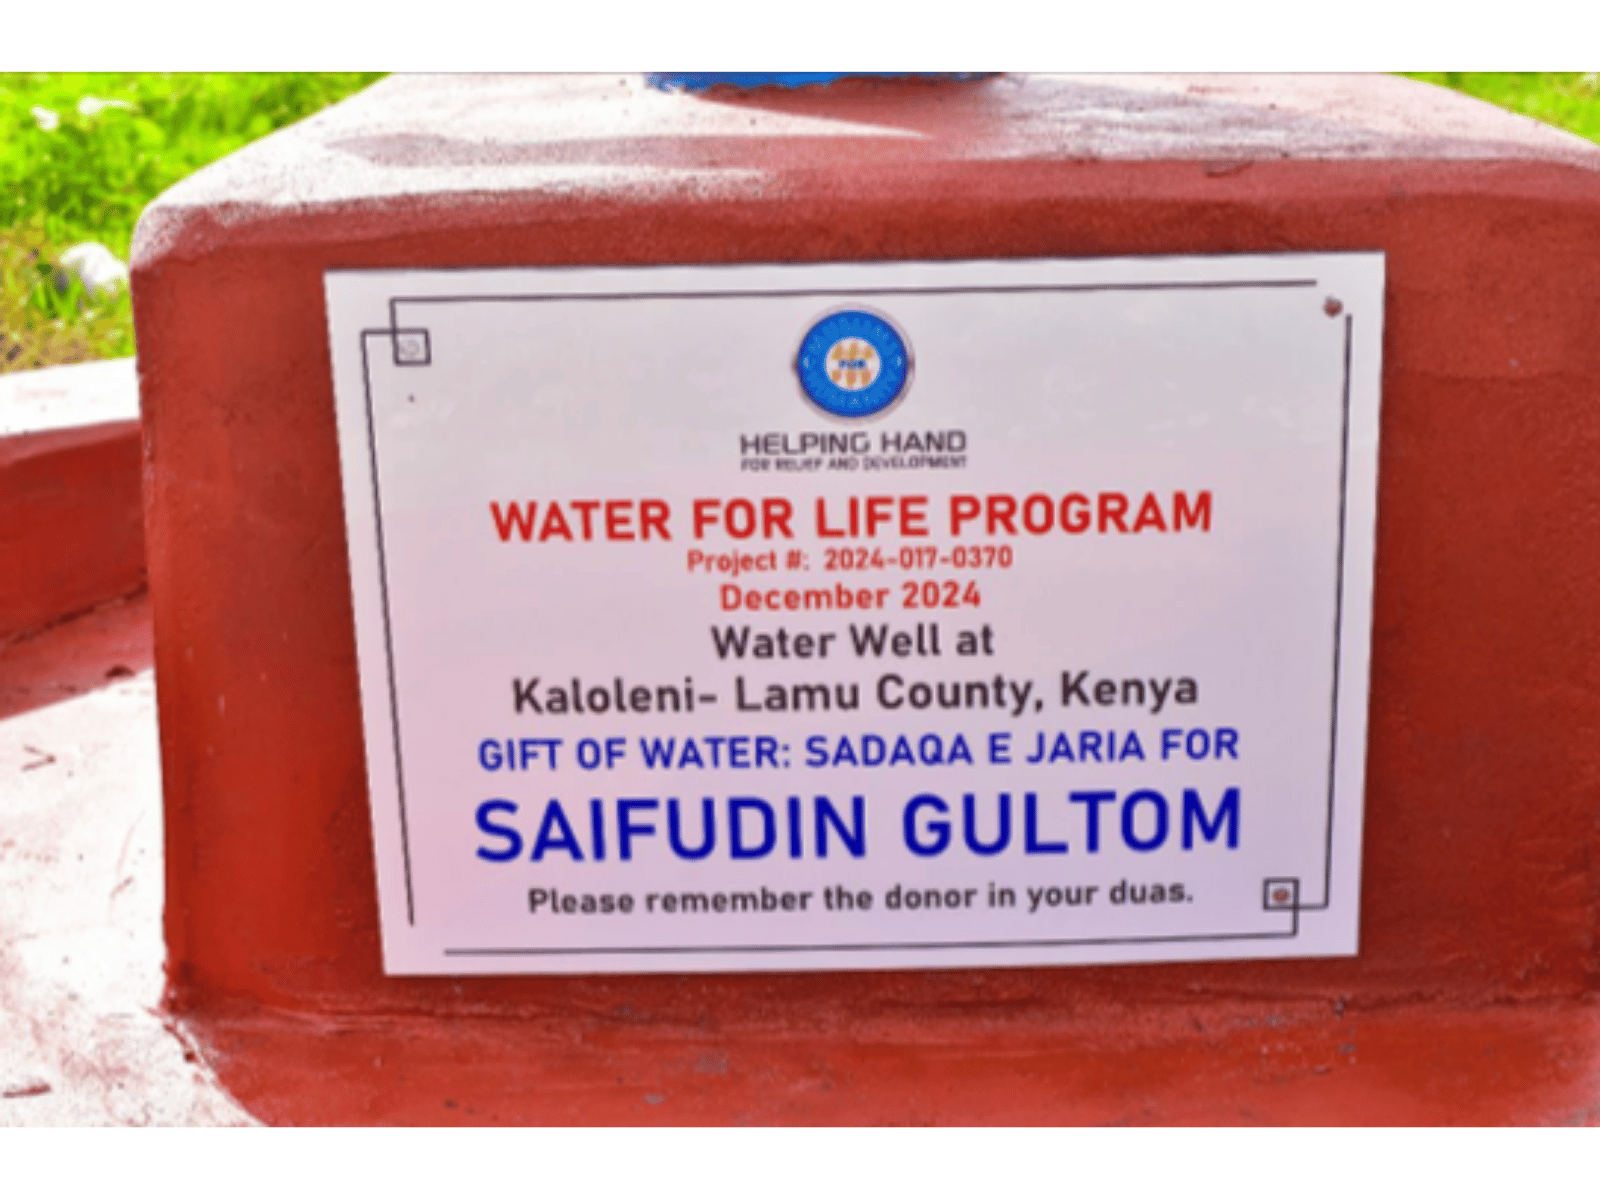 HELPING HAND
FOR RELIEF AND DEVELOPMENT
WATER FOR LIFE PROGRAM
Project #: 2024-017-0370
December 2024
Water Well at
Kaloleni- Lamu County, Kenya
GIFT OF WATER: SADAQA E JARIA FOR
SAIFUDIN GULTOM
Please remember the donor in your duas.